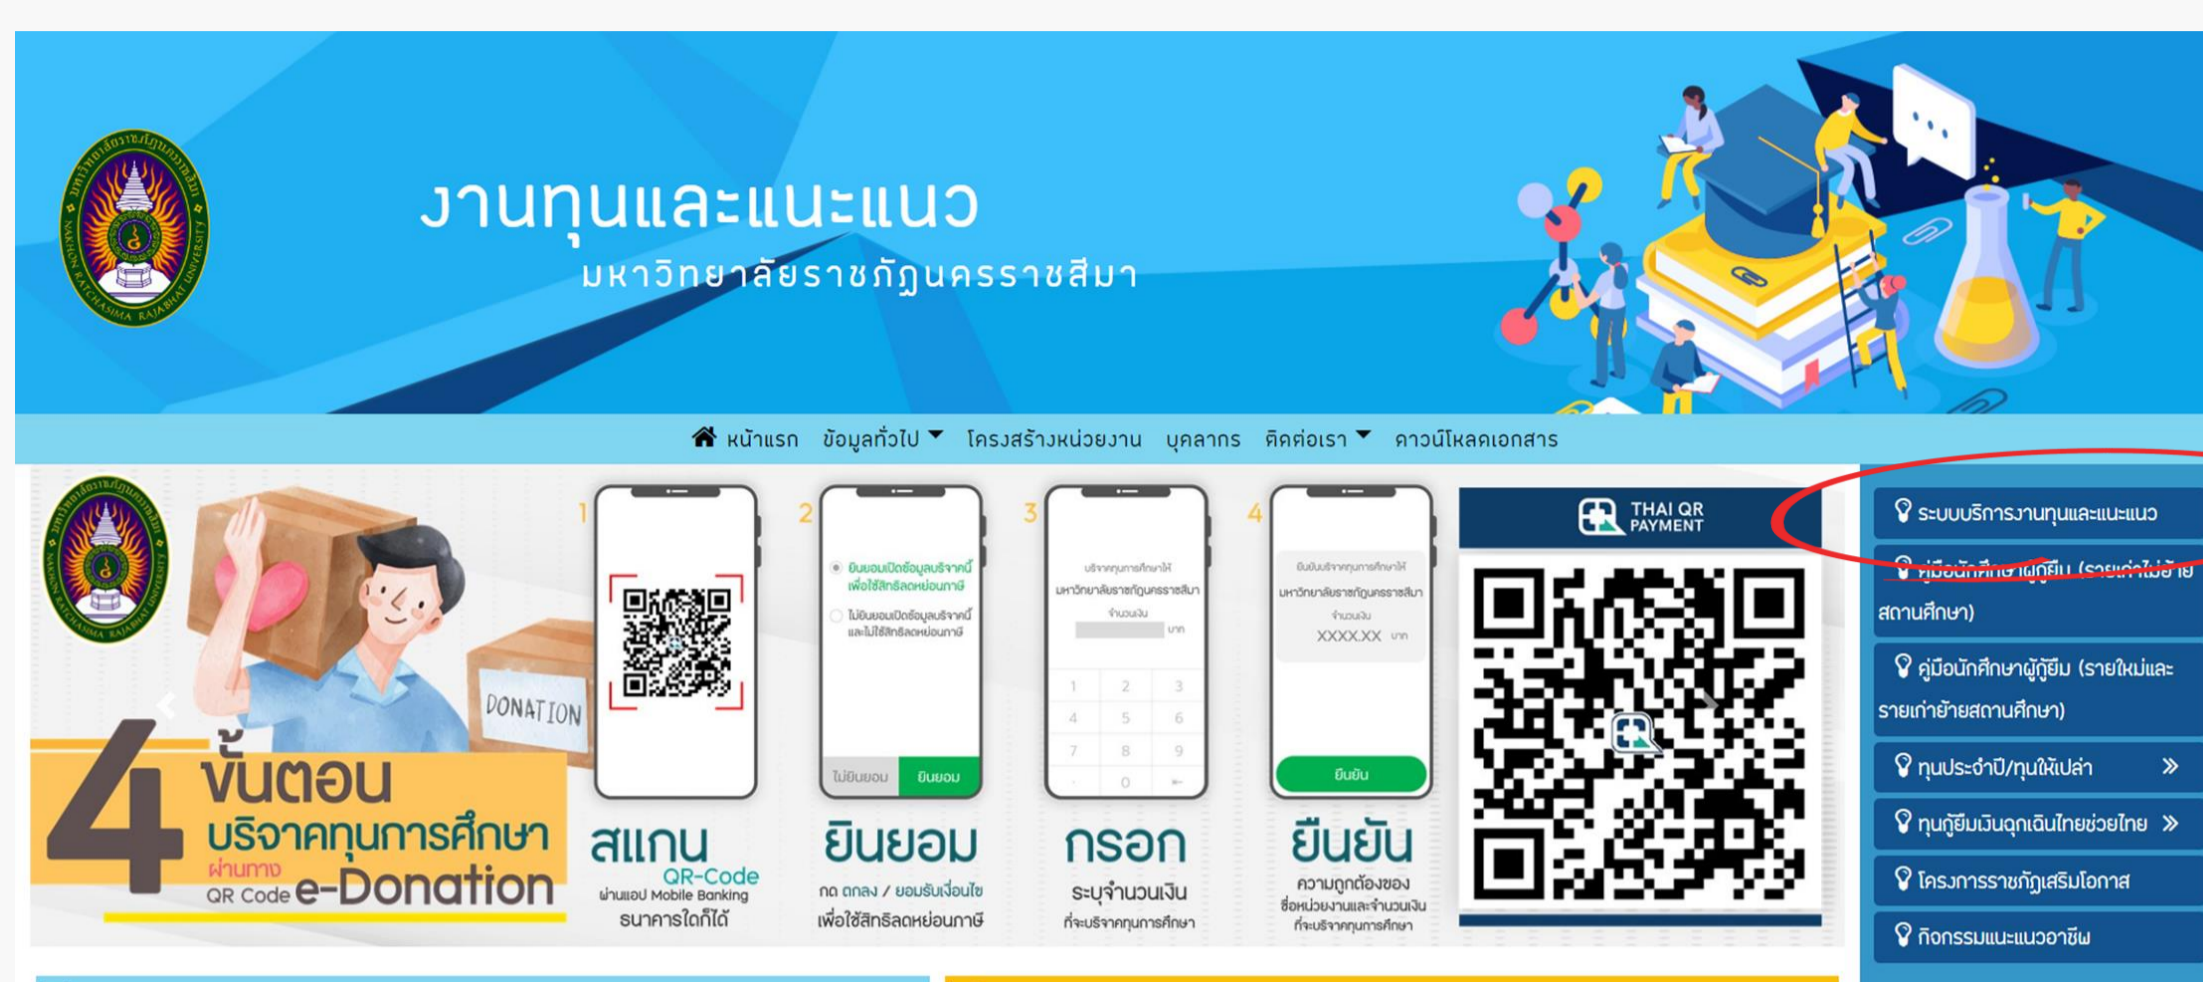 งานทุนและแนะแนว
มหาวิทยาลัยราชภัฏนครราชสีมา
มหาวิทยาลัยราชภัฏนครราชสีมา
NAKHON RATCHASIMA RAJABHAT UNIVERSITY
หน้าแรก ข้อมูลทั่วไป โครงสร้างหน่วยงาน บุคลากร ติดต่อเรา ดาวน์โหลดเอกสาร
DONATION
4 ขั้นตอน
บริจาคทุนการศึกษา
ผ่านทาง
QR Code e-Donation
1
สแกน
QR-Code
ผ่านแอป Mobile Banking
ธนาคารใดก็ได้
2
ยินยอมเปิดข้อมูลบริจาคนี้
เพื่อใช้สิทธิลดหย่อนภาษี
ไม่ยินยอมเปิดข้อมูลบริจาคนี้
และไม่ใช้สิทธิลดหย่อนภาษี
ไม่ยินยอม ยินยอม
ยินยอม
กด ตกลง / ยอมรับเงื่อนไข
เพื่อใช้สิทธิลดหย่อนภาษี
3
บริจาคทุนการศึกษาให้
มหาวิทยาลัยราชภัฏนครราชสีมา
จำนวนเงิน
บาท
1 2 3
4 5 6
7 8 9
0
กรอก
ระบุจำนวนเงิน
ที่จะบริจาคทุนการศึกษา
4
ยืนยันบริจาคทุนการศึกษาให้
มหาวิทยาลัยราชภัฏนครราชสีมา
จำนวนเงิน
XXXX.XX บาท
ยืนยัน
ยืนยัน
ความถูกต้องของ
ชื่อหน่วยงานและจำนวนเงิน
ที่จะบริจาคทุนการศึกษา
THAI QR
PAYMENT
ระบบบริการงานทุนและแนะแนว
คู่มือนักศึกษาผู้กู้ยืม (รายเก่าไม่ย้าย
สถานศึกษา)
คู่มือนักศึกษาผู้กู้ยืม (รายใหม่และ
รายเก่าย้ายสถานศึกษา)
ทุนประจำปี/ทุนให้เปล่า
ทุนกู้ยืมเงินฉุกเฉินไทยช่วยไทย
โครงการราชภัฏเสริมโอกาส
กิจกรรมแนะแนวอาชีพ